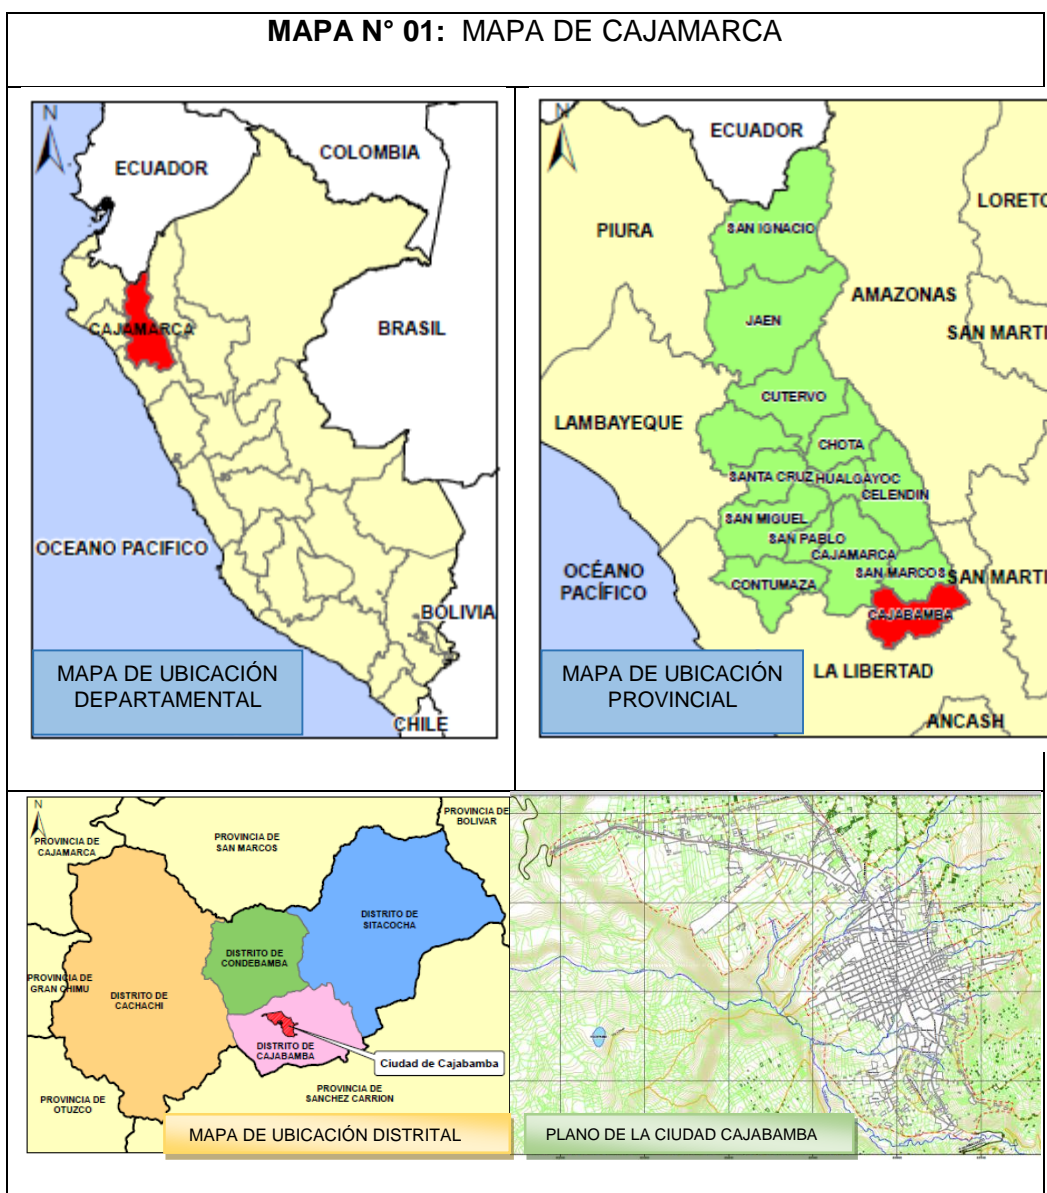 MAPA N° 01: MAPA DE CAJAMARCA
N
ECUADOR
COLOMBIA
CAJAMARCA
BRASIL
OCEANO PACIFICO
BOLIVIA
CHILE
MAPA DE UBICACIÓN
DEPARTAMENTAL
N
ECUADOR
LORETO
PIURA
SAN IGNACIO
AMAZONAS
JAEN
SAN MARTI
CUTERVO
LAMBAYEQUE
CHOTA
SANTA CRUZ
HUALGAYOC
CELENDIN
SAN MIGUEL
SAN PABLO
CAJAMARCA
OCÉANO
PACÍFICO
CONTUMAZA
SAN MARCOS
SAN MARTI
CAJABAMBA
LA LIBERTAD
ANCASH
MAPA DE UBICACIÓN
PROVINCIAL
N
PROVINCIA DE
CAJAMARCA
PROVINCIA DE
SAN MARCOS
PROVINCIA DE
BOLIVAR
DISTRITO DE
SITACOCHA
DISTRITO DE
CONDEBAMBA
PROVINCIA DE
GRAN CHIMU
DISTRITO DE
CACHACHI
DISTRITO DE
CAJABAMBA
Ciudad de Cajabamba
PROVINCIA DE
SANCHEZ CARRION
PROVINCIA DE
OTUZCO
MAPA DE UBICACIÓN DISTRITAL
PLANO DE LA CIUDAD CAJABAMBA